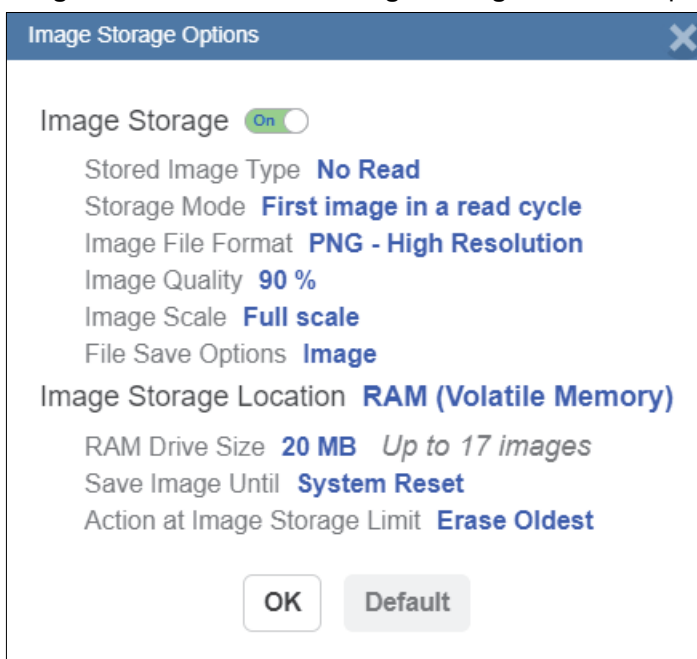 Image Storage Options
Image Storage On
Stored Image Type No Read
Storage Mode First image in a read cycle
Image File Format PNG - High Resolution
Image Quality 90 %
Image Scale Full scale
File Save Options Image
Image Storage Location RAM (Volatile Memory)
RAM Drive Size 20 MB Up to 17 images
Save Image Until System Reset
Action at Image Storage Limit Erase Oldest
OK Default